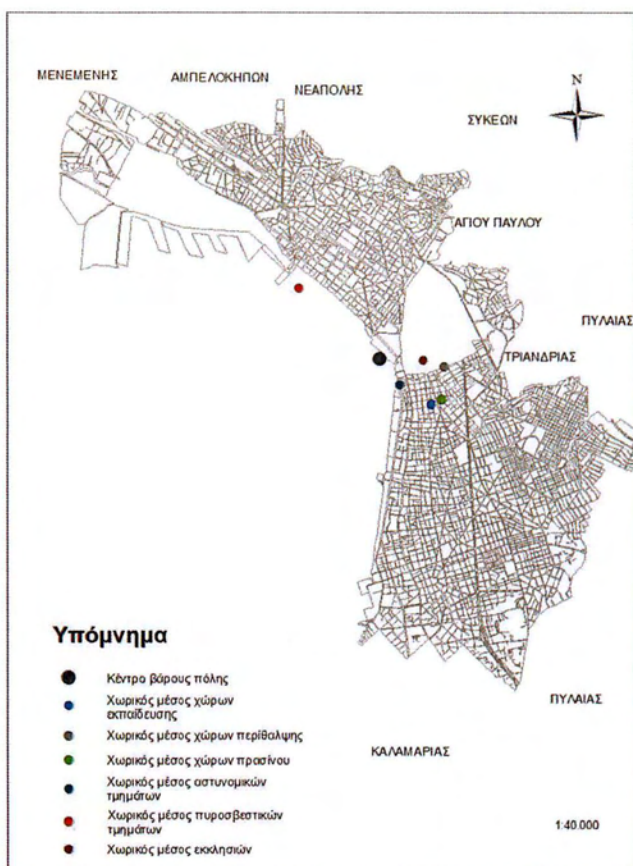 ΜΕΝΕΜΕΝΗΣ
ΑΜΠΕΛΟΚΗΠΩΝ
ΝΕΑΠΟΛΗΣ
N
ΣΥΚΕΩΝ
ΑΓΙΟΥ ΠΑΥΛΟΥ
ΠΥΛΑΙΑΣ
ΤΡΙΑΝΔΡΙΑΣ
Υπόμνημα
Κέντρο βάρους πόλης
Χωρικός μέσος χώρων
εκπαίδευσης
Χωρικός μέσος χώρων περίθαλψης
Χωρικός μέσος χώρων πρασίνου
Χωρικός μέσος αστυνομικών
τμημάτων
Χωρικός μέσος πυροσβεστικών
τμημάτων
Χωρικός μέσος εκκλησιών
ΠΥΛΑΙΑΣ
ΚΑΛΑΜΑΡΙΑΣ
1:40.000